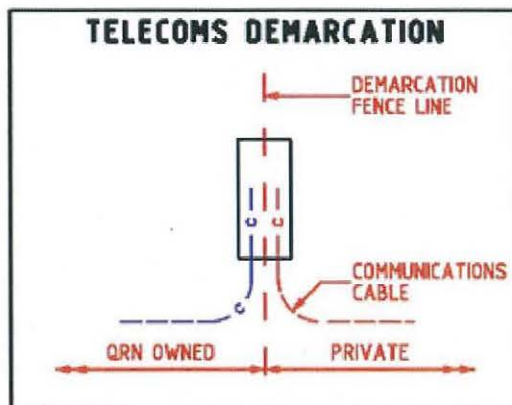 TELECOMS DEMARCATION
DEMARCATION
FENCE LINE
C C
COMMUNICATIONS
CABLE
C
QRN OWNED PRIVATE